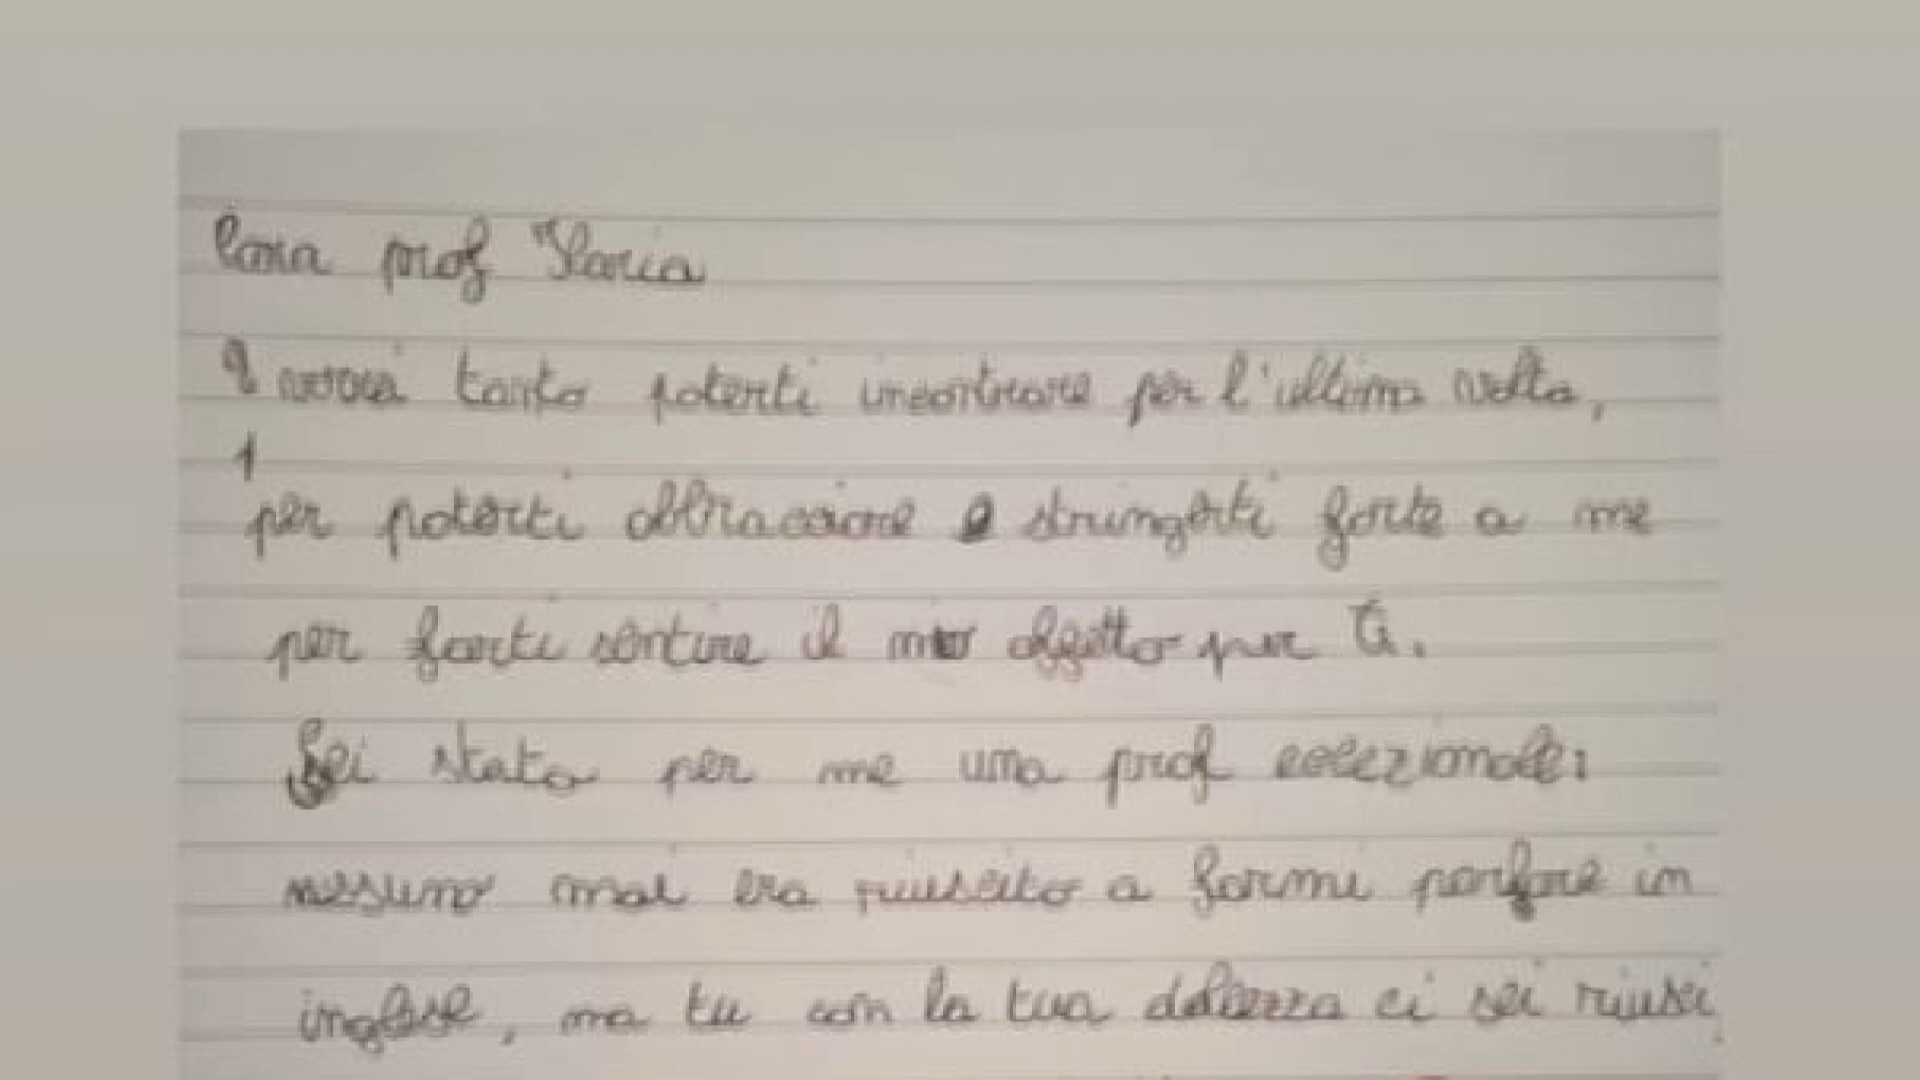 Cara prof Ilaria
vorrei tanto poterti incontrare per l'ultima volta,
per poterti abbracciare e stringerti forte a me
per farti sentire il mio affetto per te.
Sei stata per me una prof eccezionale:
nessuno mai era riuscito a farmi parlare in
inglese, ma tu con la tua dolcezza ci sei riusci